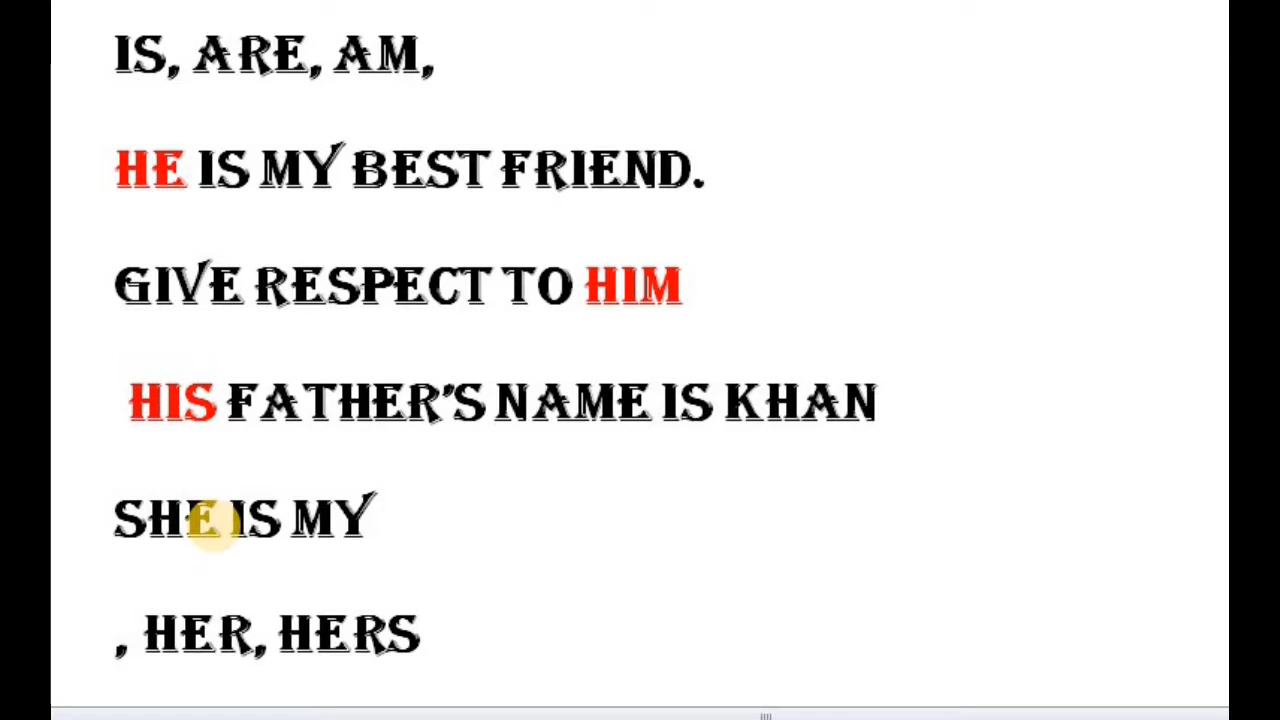 IS, ARE, AM,
HE IS MY BEST FRIEND.
GIVE RESPECT TO HIM
HIS FATHER'S NAME IS KHAN
SHE IS MY
, HER, HERS